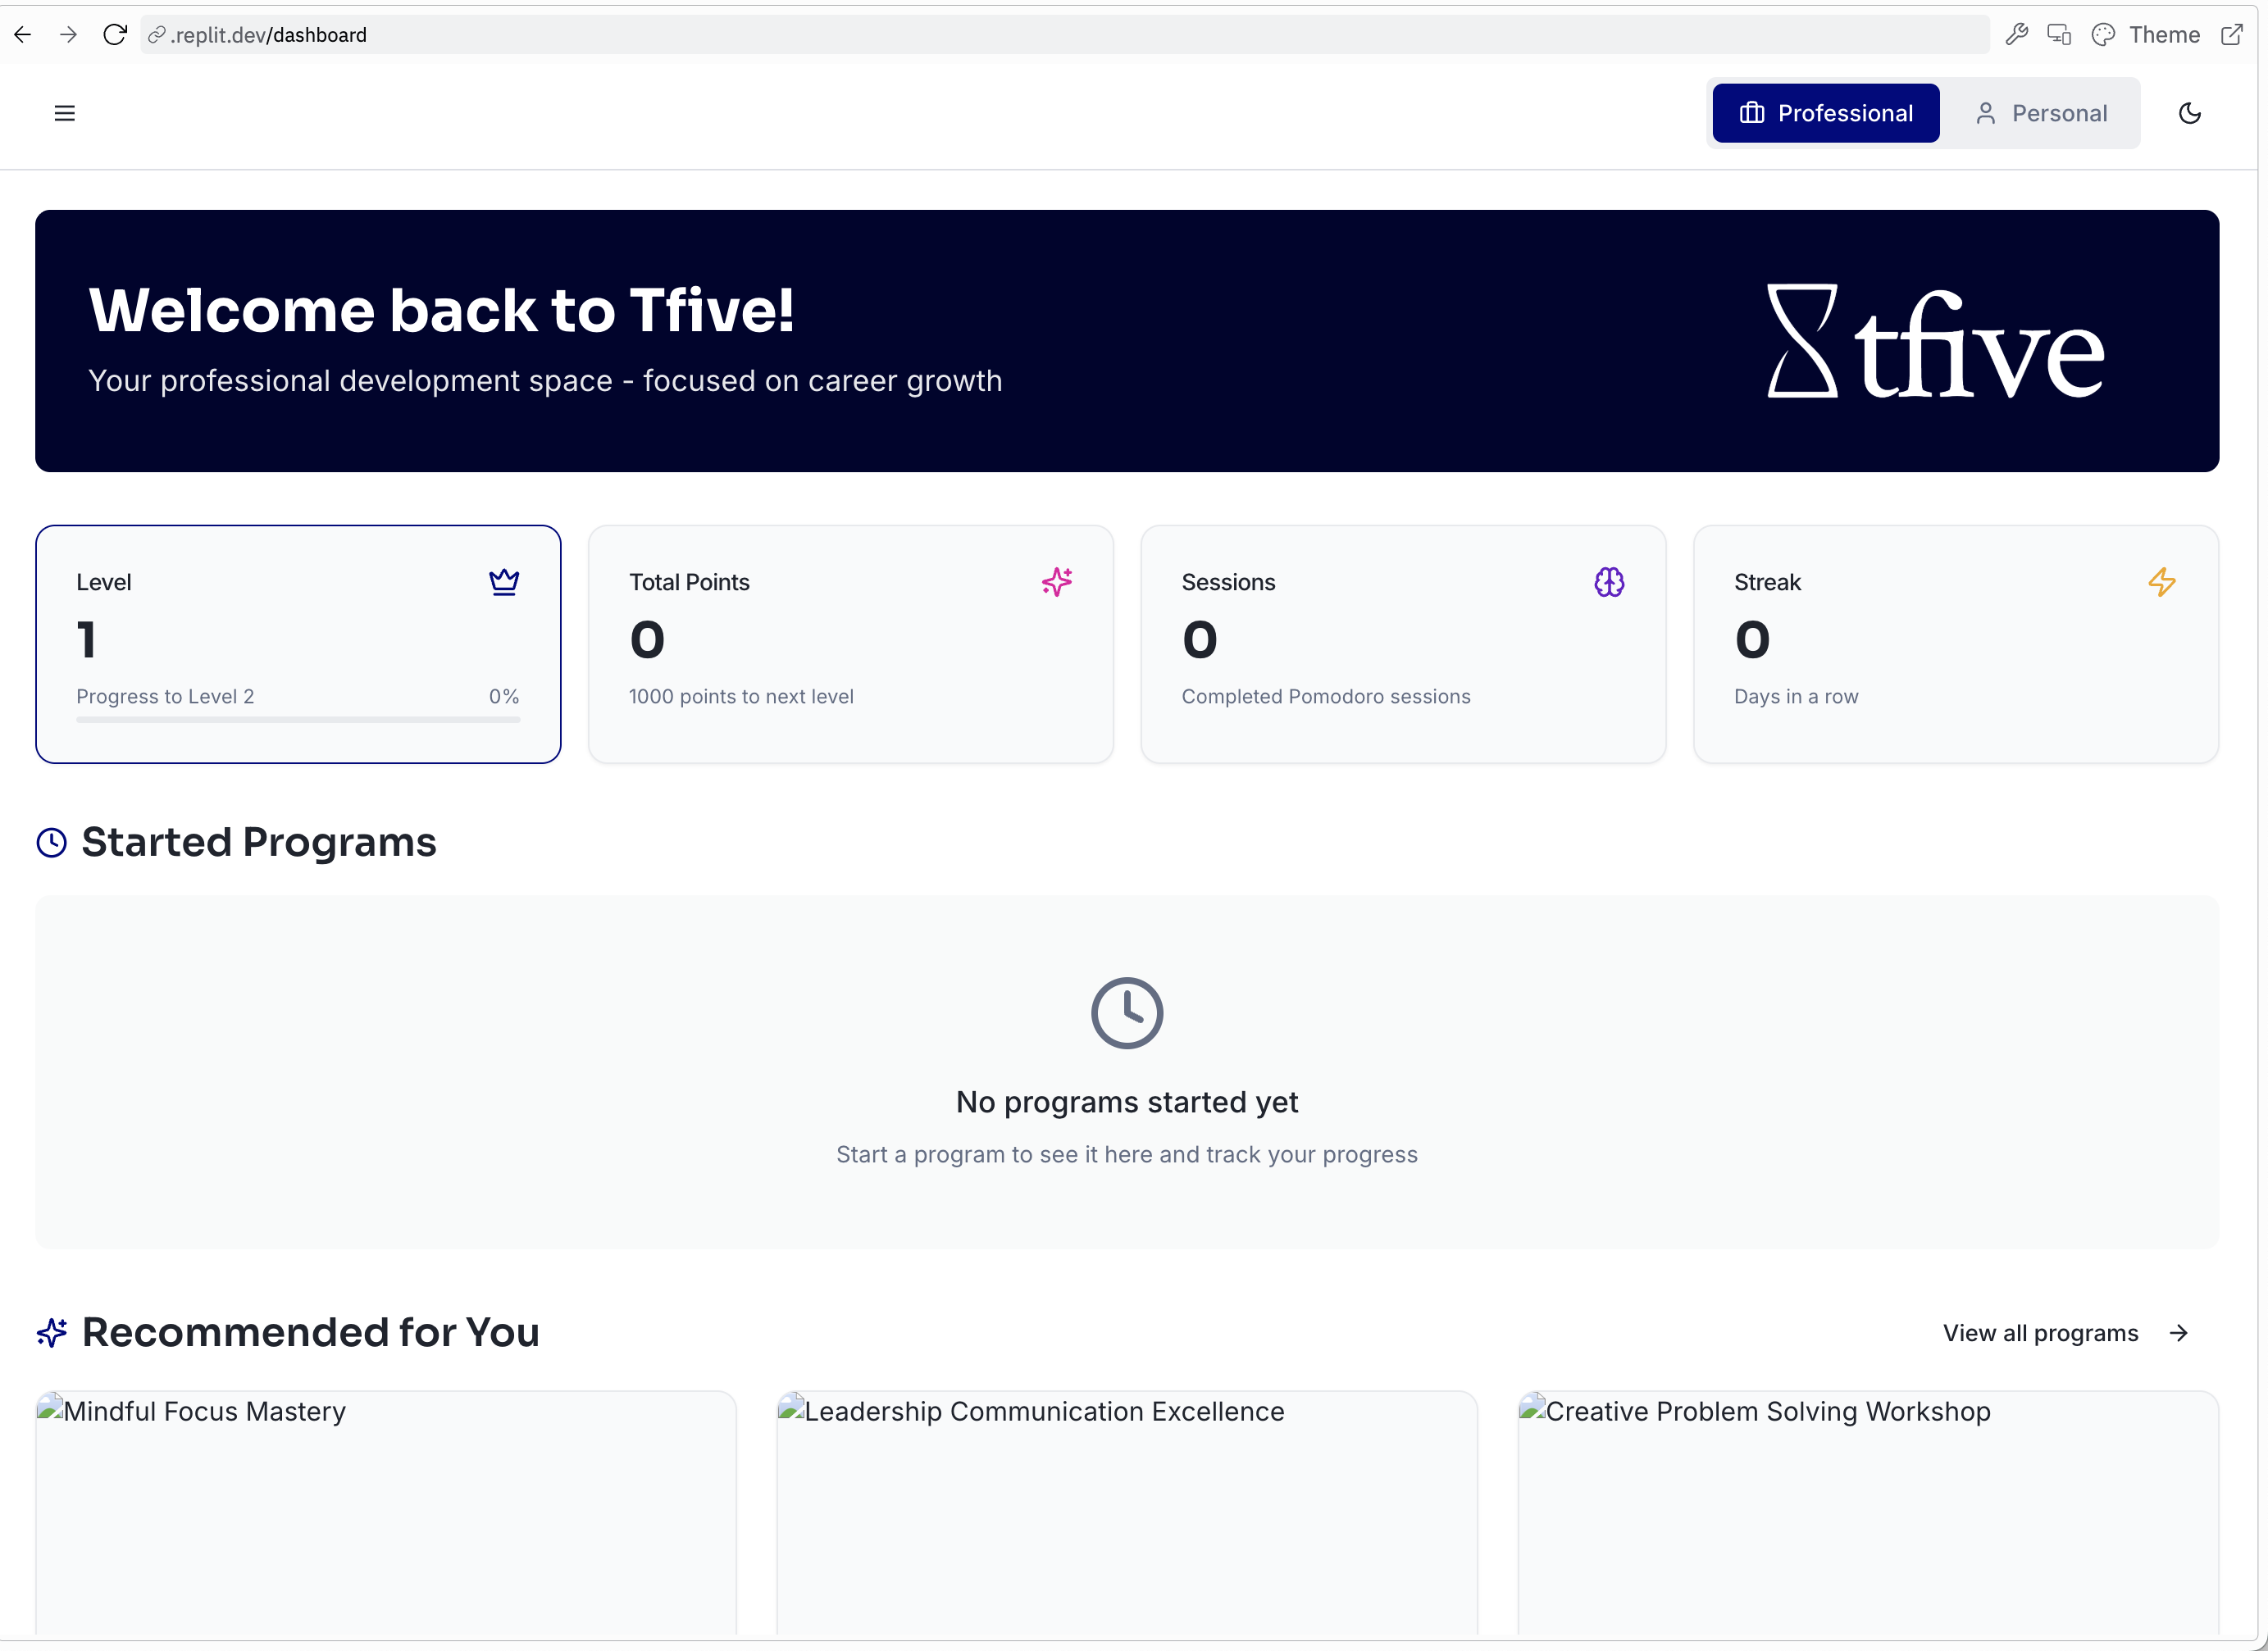 .replit.dev/dashboard
Theme
Professional
Personal
Welcome back to Tfive!
Your professional development space - focused on career growth
tfive
Level
1
Progress to Level 2
0%
Total Points
0
1000 points to next level
Sessions
0
Completed Pomodoro sessions
Streak
0
Days in a row
Started Programs
No programs started yet
Start a program to see it here and track your progress
Recommended for You
View all programs
Mindful Focus Mastery
Leadership Communication Excellence
Creative Problem Solving Workshop